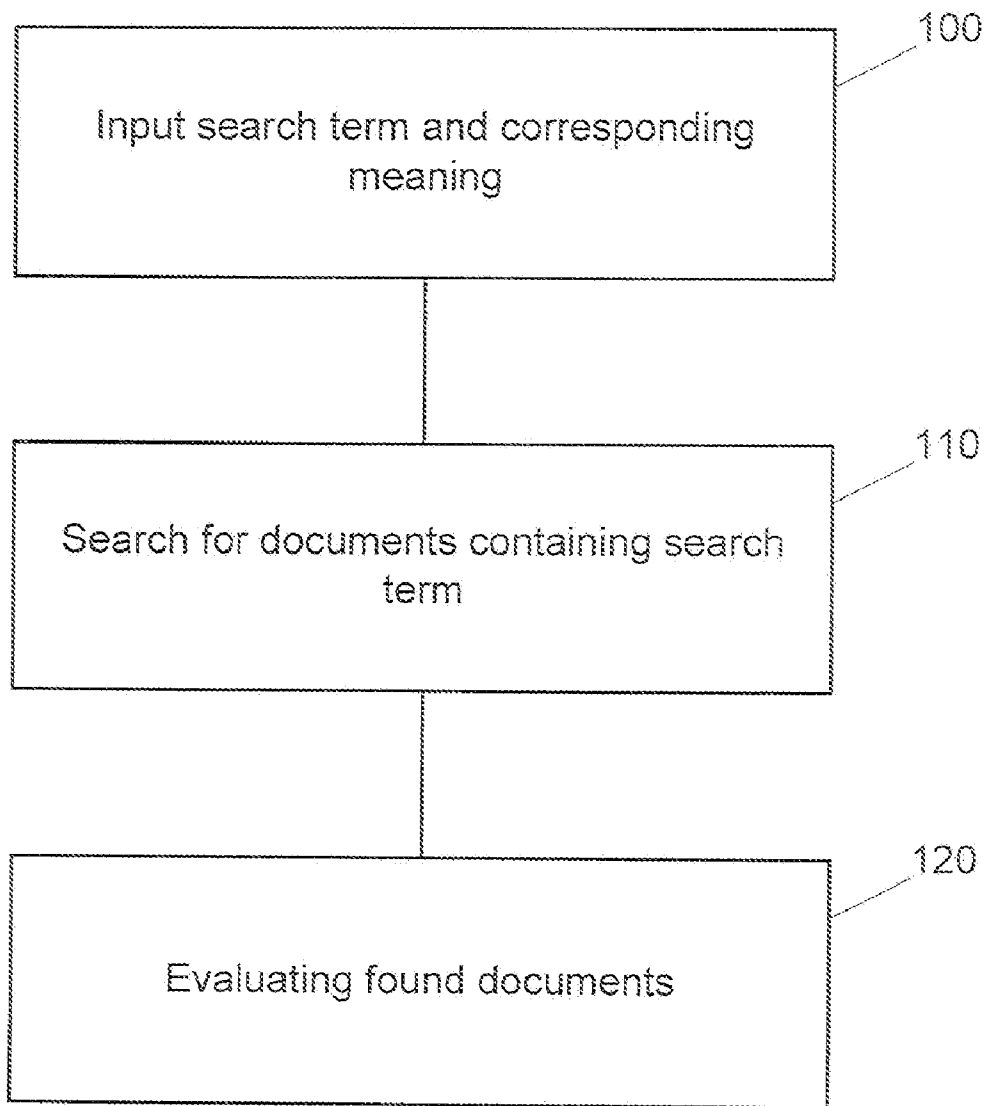 100
Input search term and corresponding
meaning
110
Search for documents containing search
term
120
Evaluating found documents